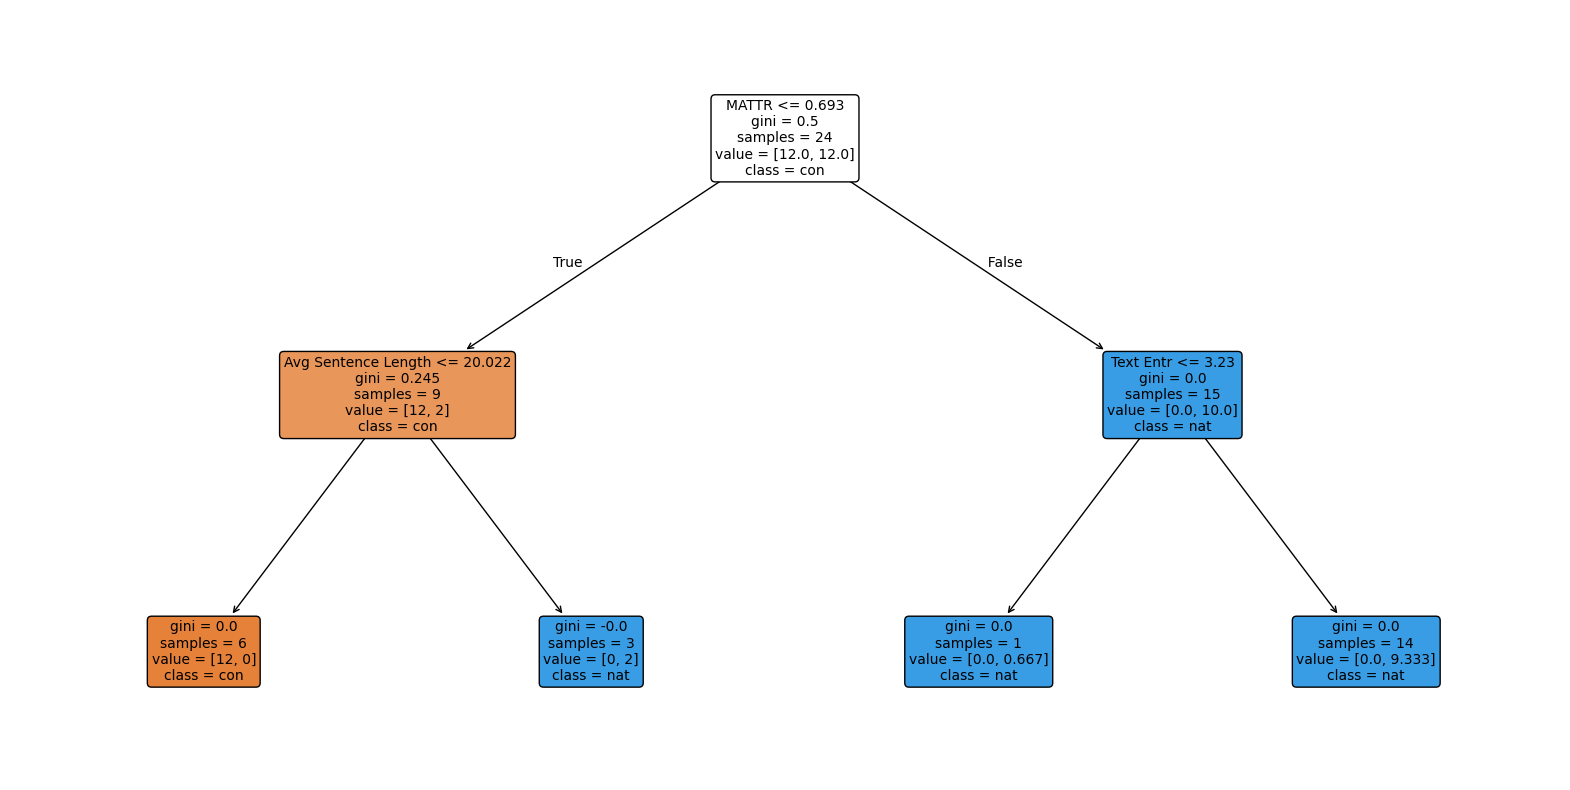 MATTR <= 0.693
gini = 0.5
samples = 24
value = [12.0, 12.0]
class = con
True
False
Avg Sentence Length <= 20.022
gini = 0.245
samples = 9
value = [12, 2]
class = con
Text Entr <= 3.23
gini = 0.0
samples = 15
value = [0.0, 10.0]
class = nat
gini = 0.0
samples = 6
value = [12, 0]
class = con
gini = -0.0
samples = 3
value = [0, 2]
class = nat
gini = 0.0
samples = 1
value = [0.0, 0.667]
class = nat
gini = 0.0
samples = 14
value = [0.0, 9.333]
class = nat